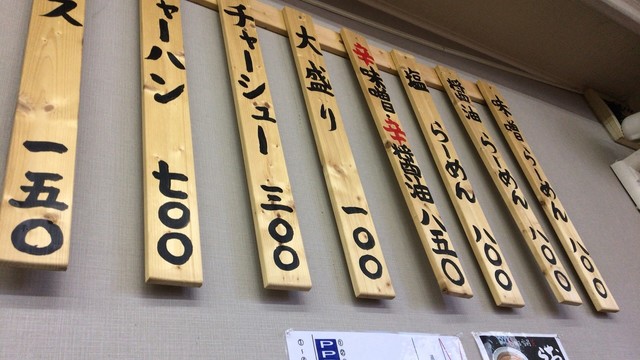 味噌らーめん 八〇〇
醤油らーめん 八〇〇
塩 らーめん 八〇〇
辛味噌・辛醤油 八五〇
大盛り 一〇〇
チャーシュー 三〇〇
ャーハン 七〇〇
ス 一五〇
P
P